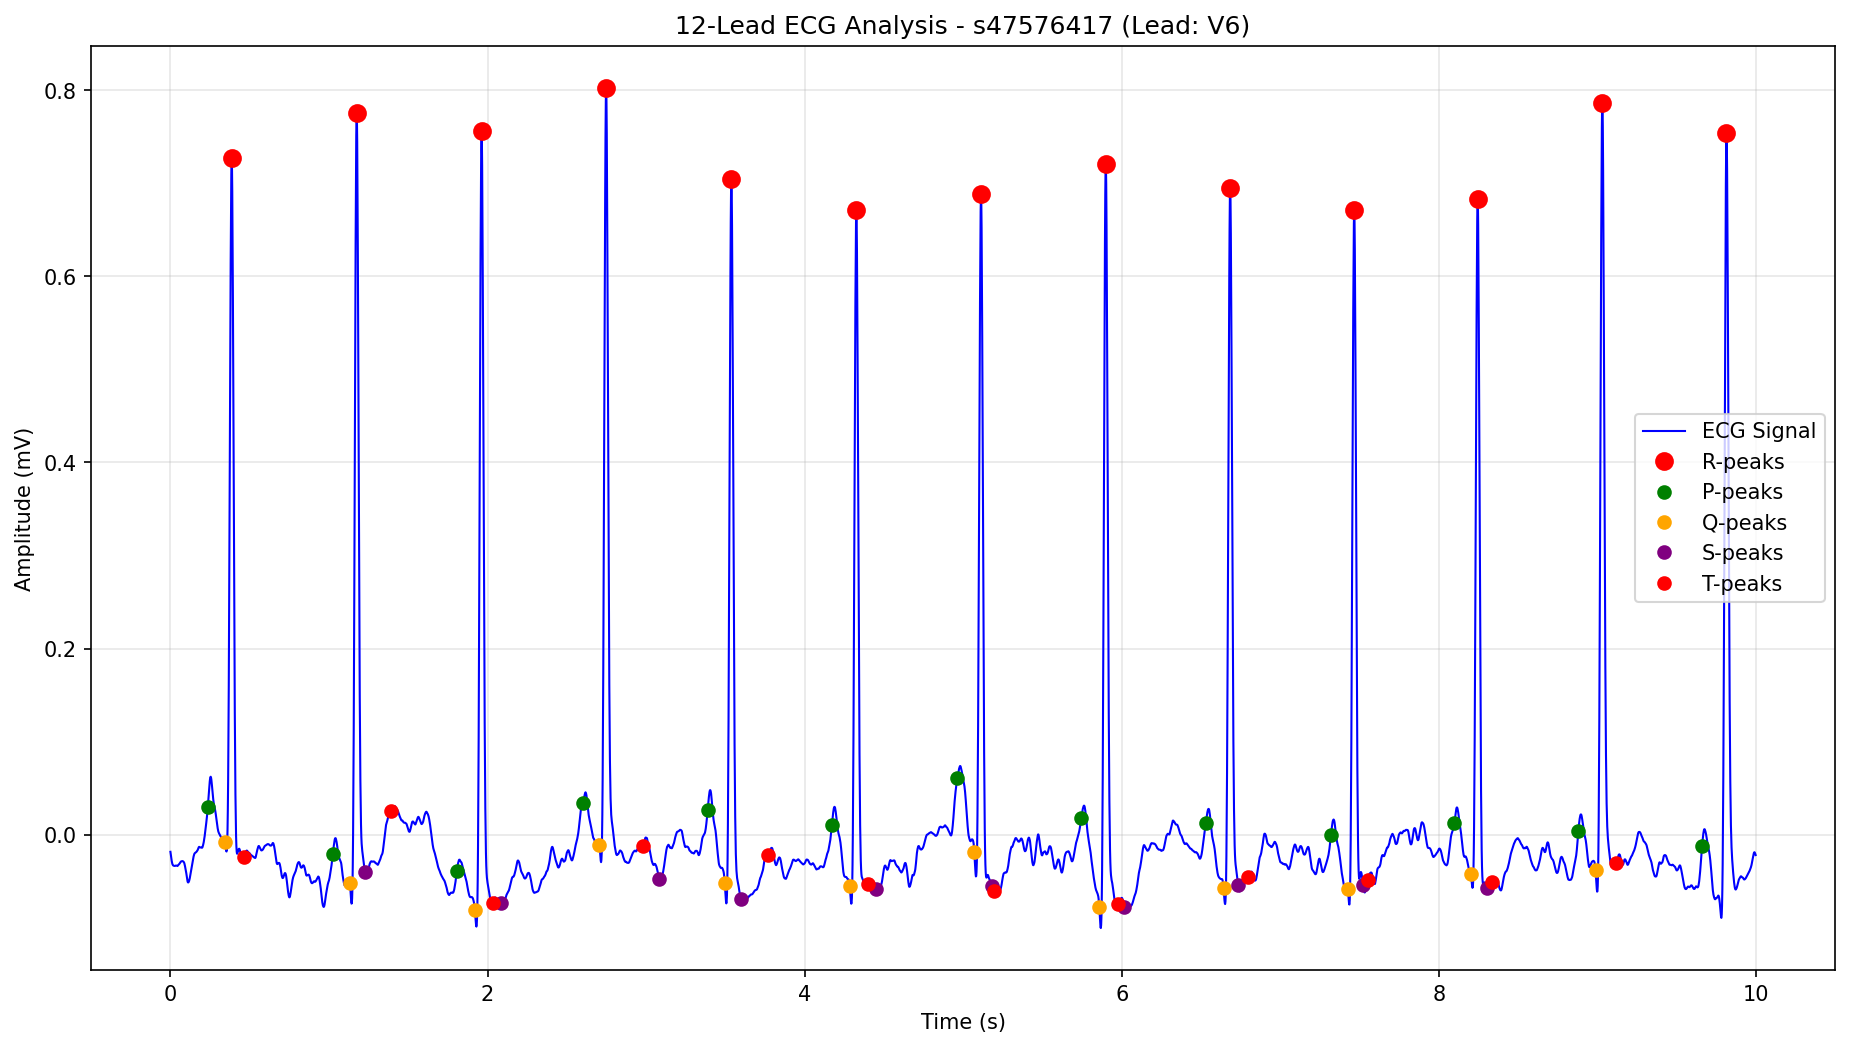 12-Lead ECG Analysis - s47576417 (Lead: V6)
Amplitude (mV)
0.8
0.6
0.4
0.2
0.0
ECG Signal
R-peaks
P-peaks
Q-peaks
S-peaks
T-peaks
0 2 4 6 8 10
Time (s)